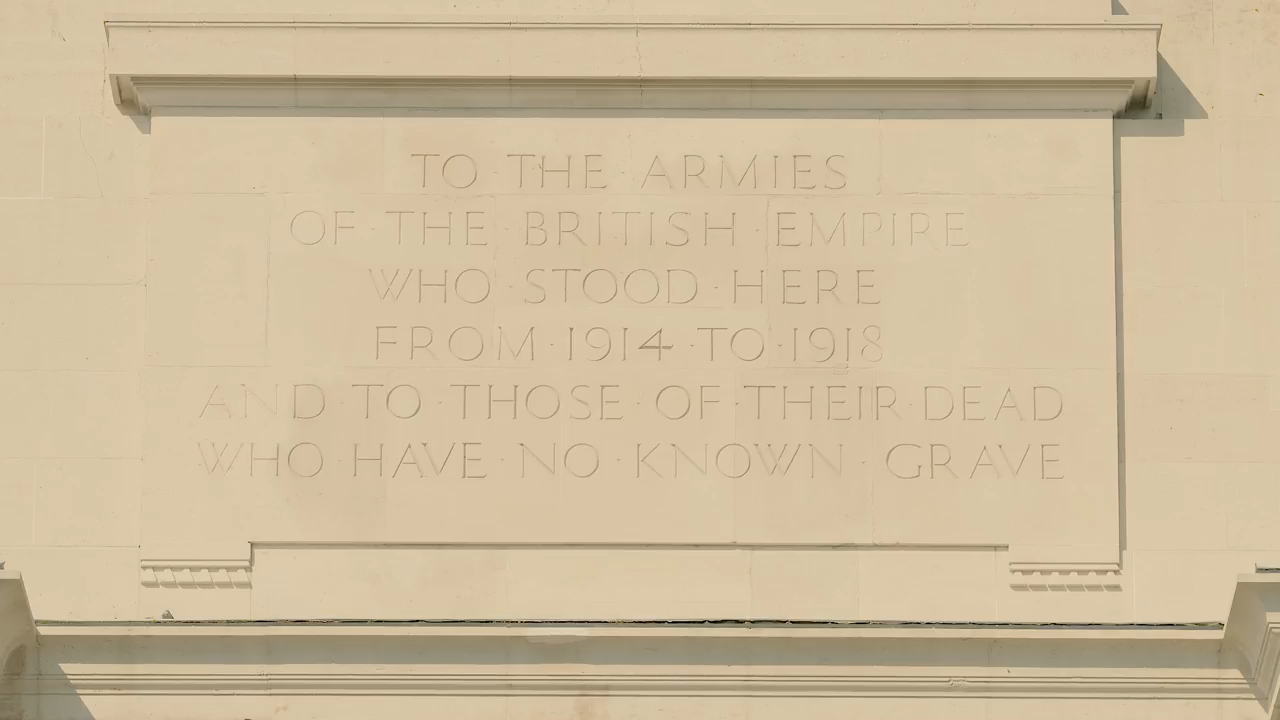 TO · THE · ARMIES
OF · THE · BRITISH · EMPIRE
WHO · STOOD · HERE
FROM · 1914 · TO · 1918
AND · TO · THOSE · OF · THEIR · DEAD
WHO · HAVE · NO · KNOWN · GRAVE